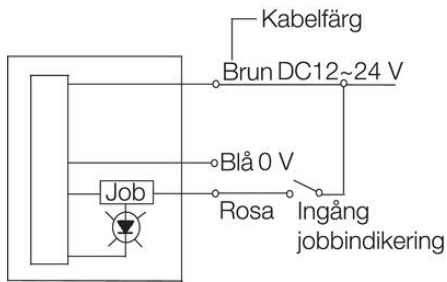 Kabelfärg
Brun DC12~24 V
Blå 0 V
Job
Rosa
Ingång
jobbindikering